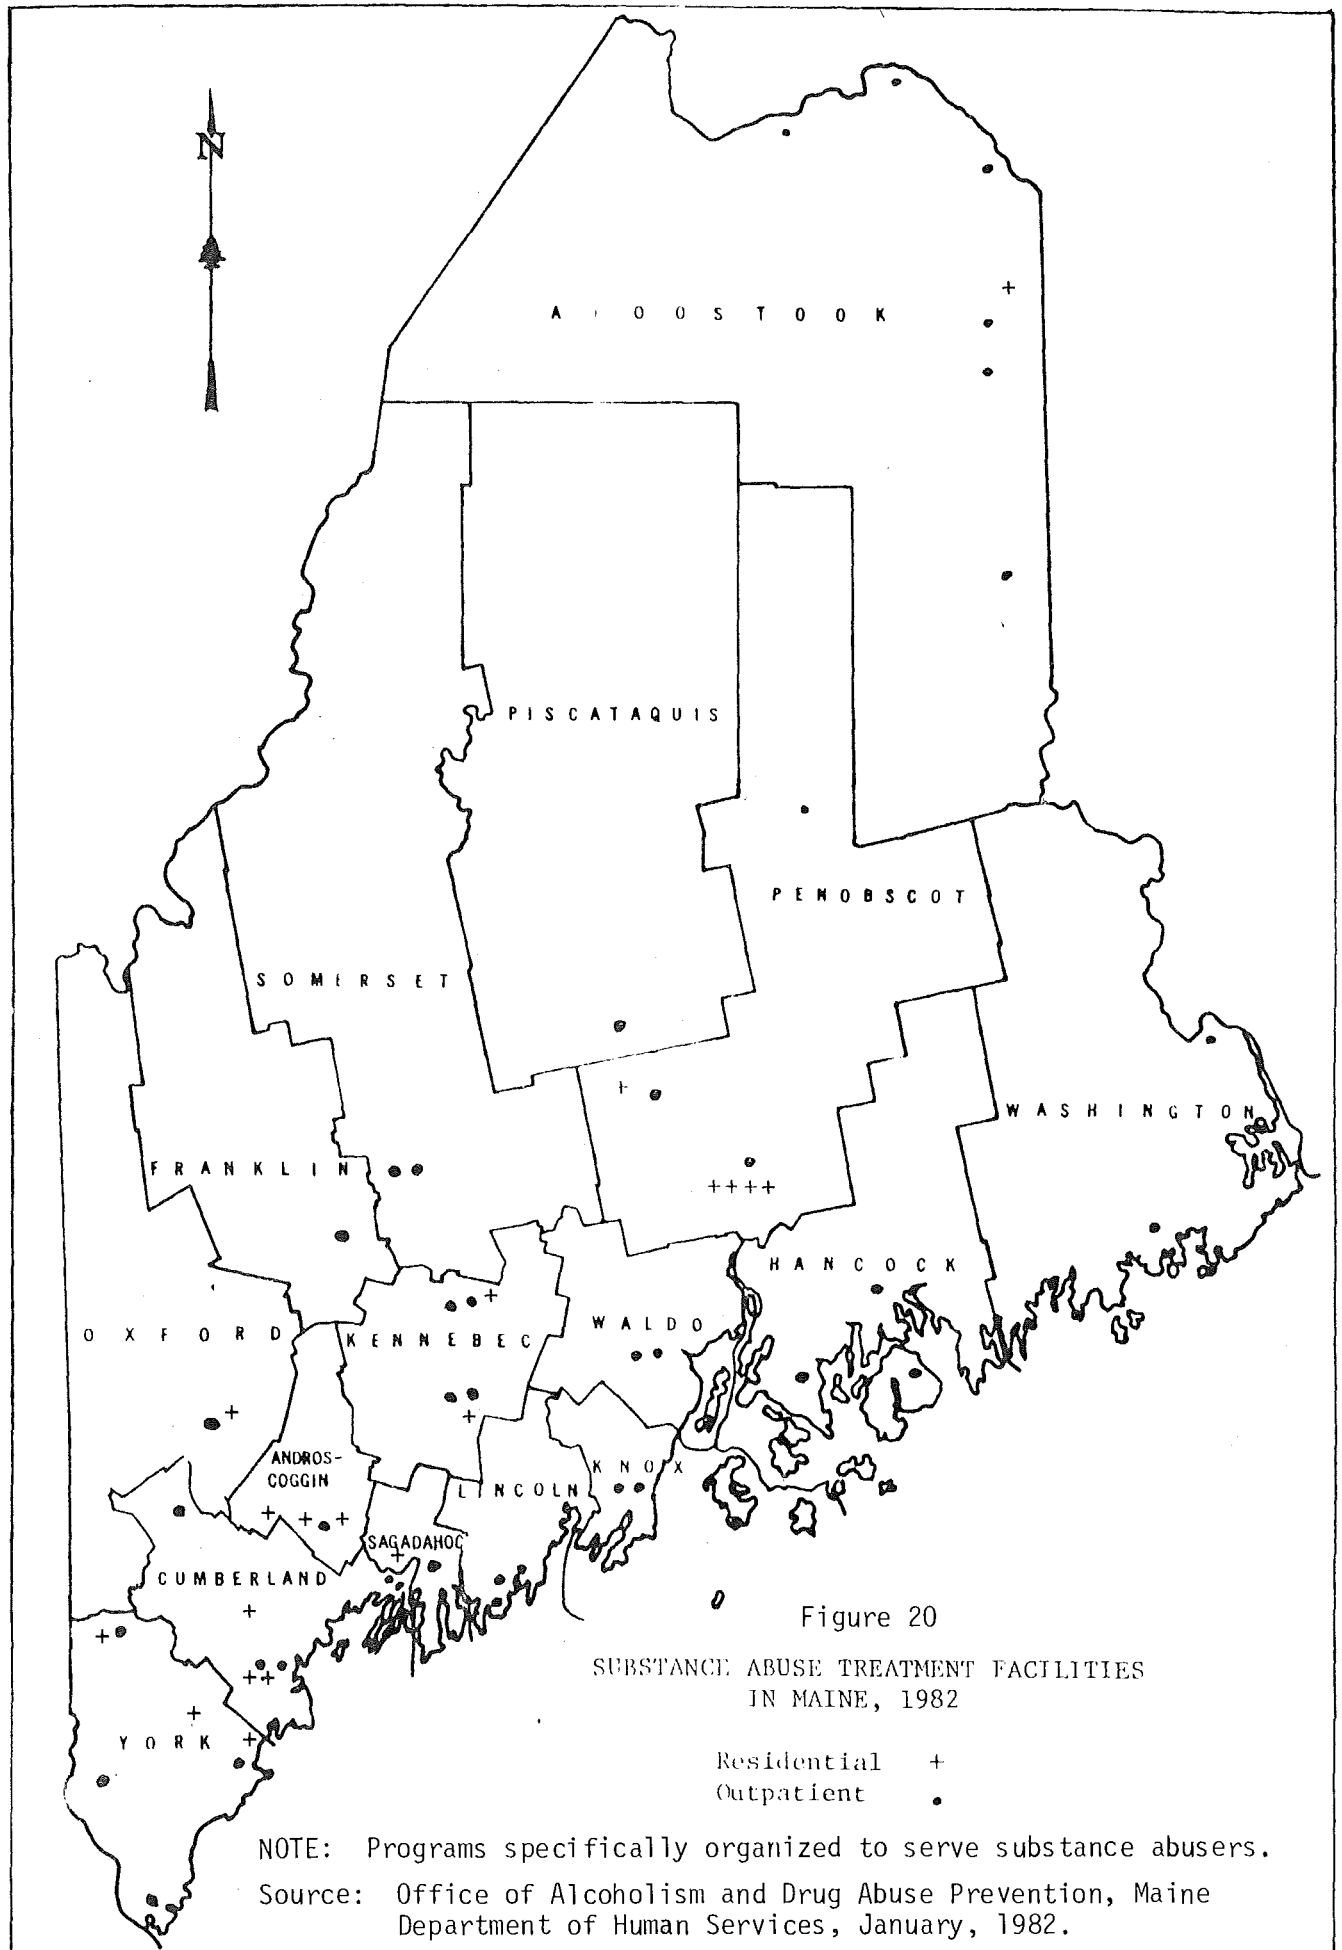 N
A O O S T O O K
PISCATAQUIS
PENOBSCOT
SOMERSET
WASHINGTON
FRANKLIN
HANCOCK
OXFORD
KENNEBEC
WALDO
ANDROS-
COGGIN
KNOX
LINCOLN
SAGADAHOC
CUMBERLAND
YORK
Figure 20
SUBSTANCE ABUSE TREATMENT FACILITIES
IN MAINE, 1982
Residential +
Outpatient •
NOTE: Programs specifically organized to serve substance abusers.
Source: Office of Alcoholism and Drug Abuse Prevention, Maine
Department of Human Services, January, 1982.